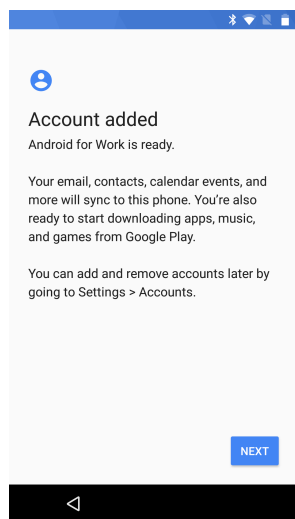 Account added
Android for Work is ready.
Your email, contacts, calendar events, and
more will sync to this phone. You're also
ready to start downloading apps, music,
and games from Google Play.
You can add and remove accounts later by
going to Settings > Accounts.
NEXT